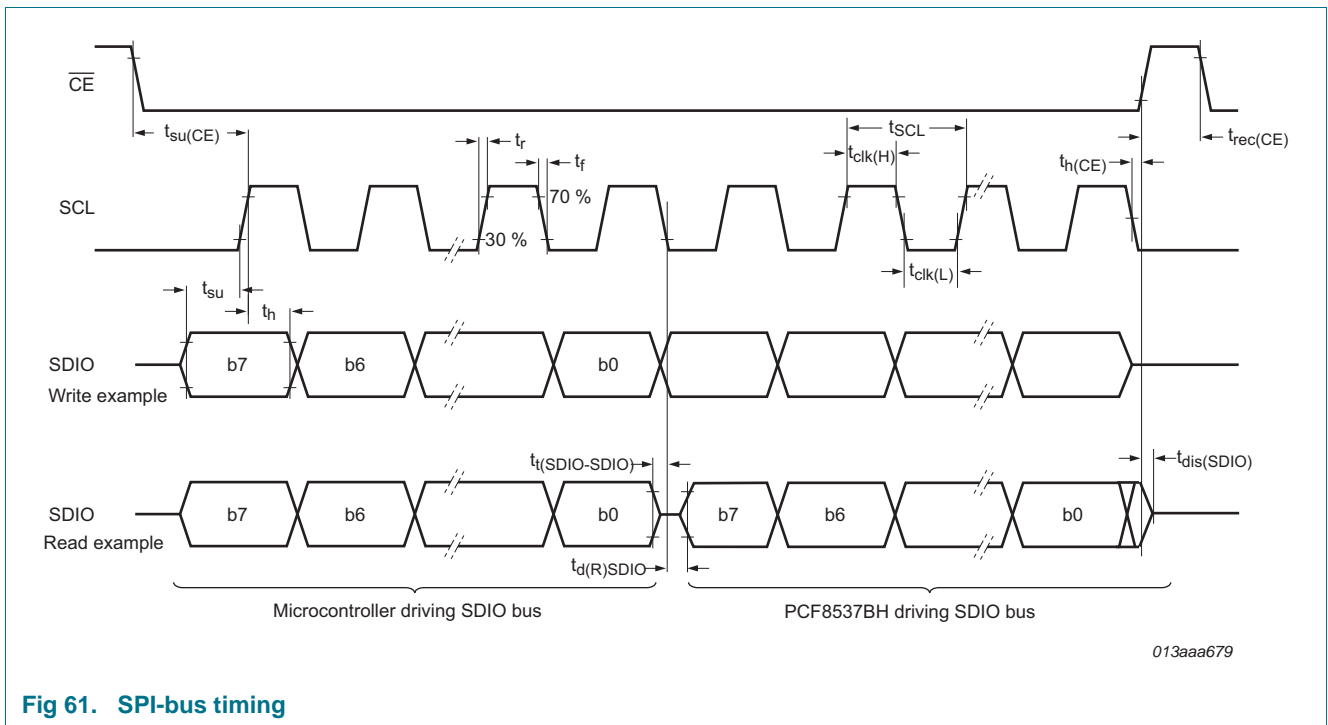 CE
tsu(CE)
tr
tf
tSCL
tclk(H)
trec(CE)
th(CE)
SCL
70 %
30 %
tclk(L)
tsu
th
SDIO
Write example
b7
b6
b0
tt(SDIO-SDIO)
tdis(SDIO)
SDIO
Read example
b7
b6
b0
b7
b6
b0
td(R)SDIO
Microcontroller driving SDIO bus
PCF8537BH driving SDIO bus
013aaa679
Fig 61. SPI-bus timing